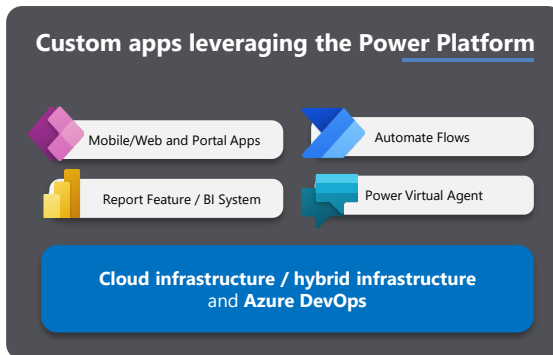 Custom apps leveraging the Power Platform
Mobile/Web and Portal Apps
Automate Flows
Report Feature / BI System
Power Virtual Agent
Cloud infrastructure / hybrid infrastructure
and Azure DevOps